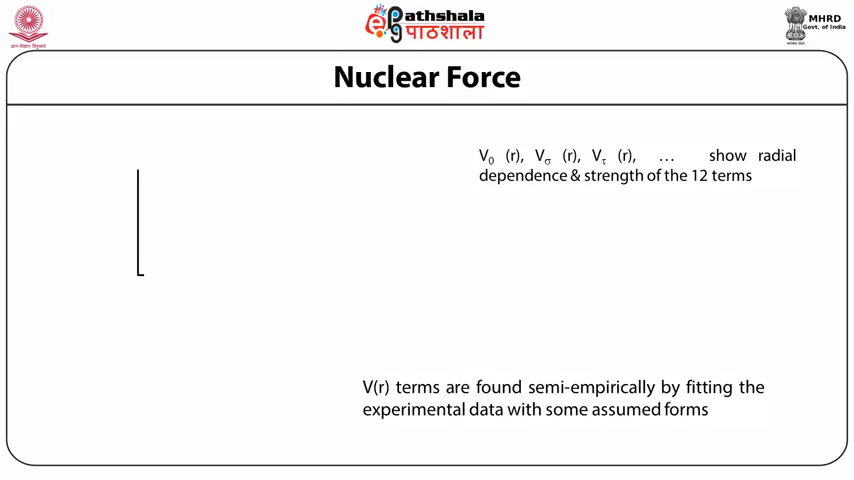 Pathshala
पाठशाला
MHRD
Govt. of India
Nuclear Force
V₀ (r), Vσ (r), Vτ (r), … show radial
dependence & strength of the 12 terms
V(r) terms are found semi-empirically by fitting the
experimental data with some assumed forms